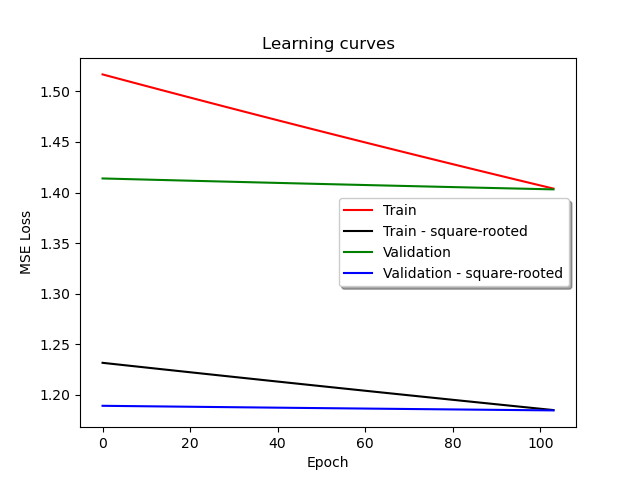 Learning curves
MSE Loss
1.50
1.45
1.40
1.35
1.30
1.25
1.20
Train
Train - square-rooted
Validation
Validation - square-rooted
0 20 40 60 80 100
Epoch